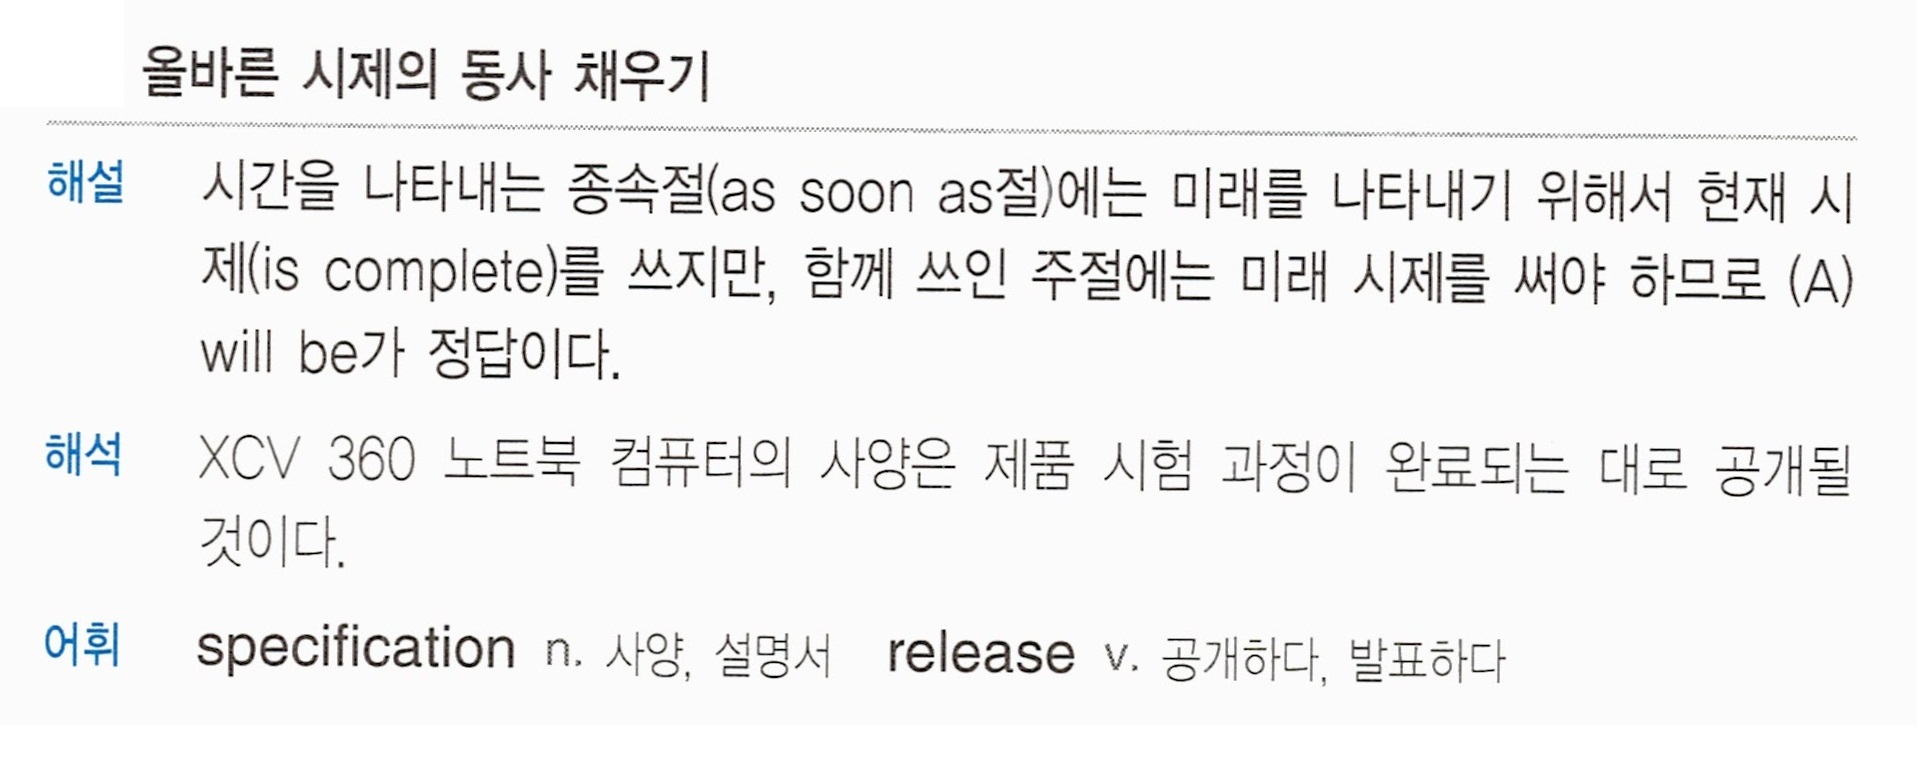 올바른 시제의 동사 채우기
해설 시간을 나타내는 종속절(as soon as절)에는 미래를 나타내기 위해서 현재 시
제(is complete)를 쓰지만, 함께 쓰인 주절에는 미래 시제를 써야 하므로 (A)
will be가 정답이다.
해석 XCV 360 노트북 컴퓨터의 사양은 제품 시험 과정이 완료되는 대로 공개될
것이다.
어휘 specification n. 사양, 설명서 release v. 공개하다, 발표하다